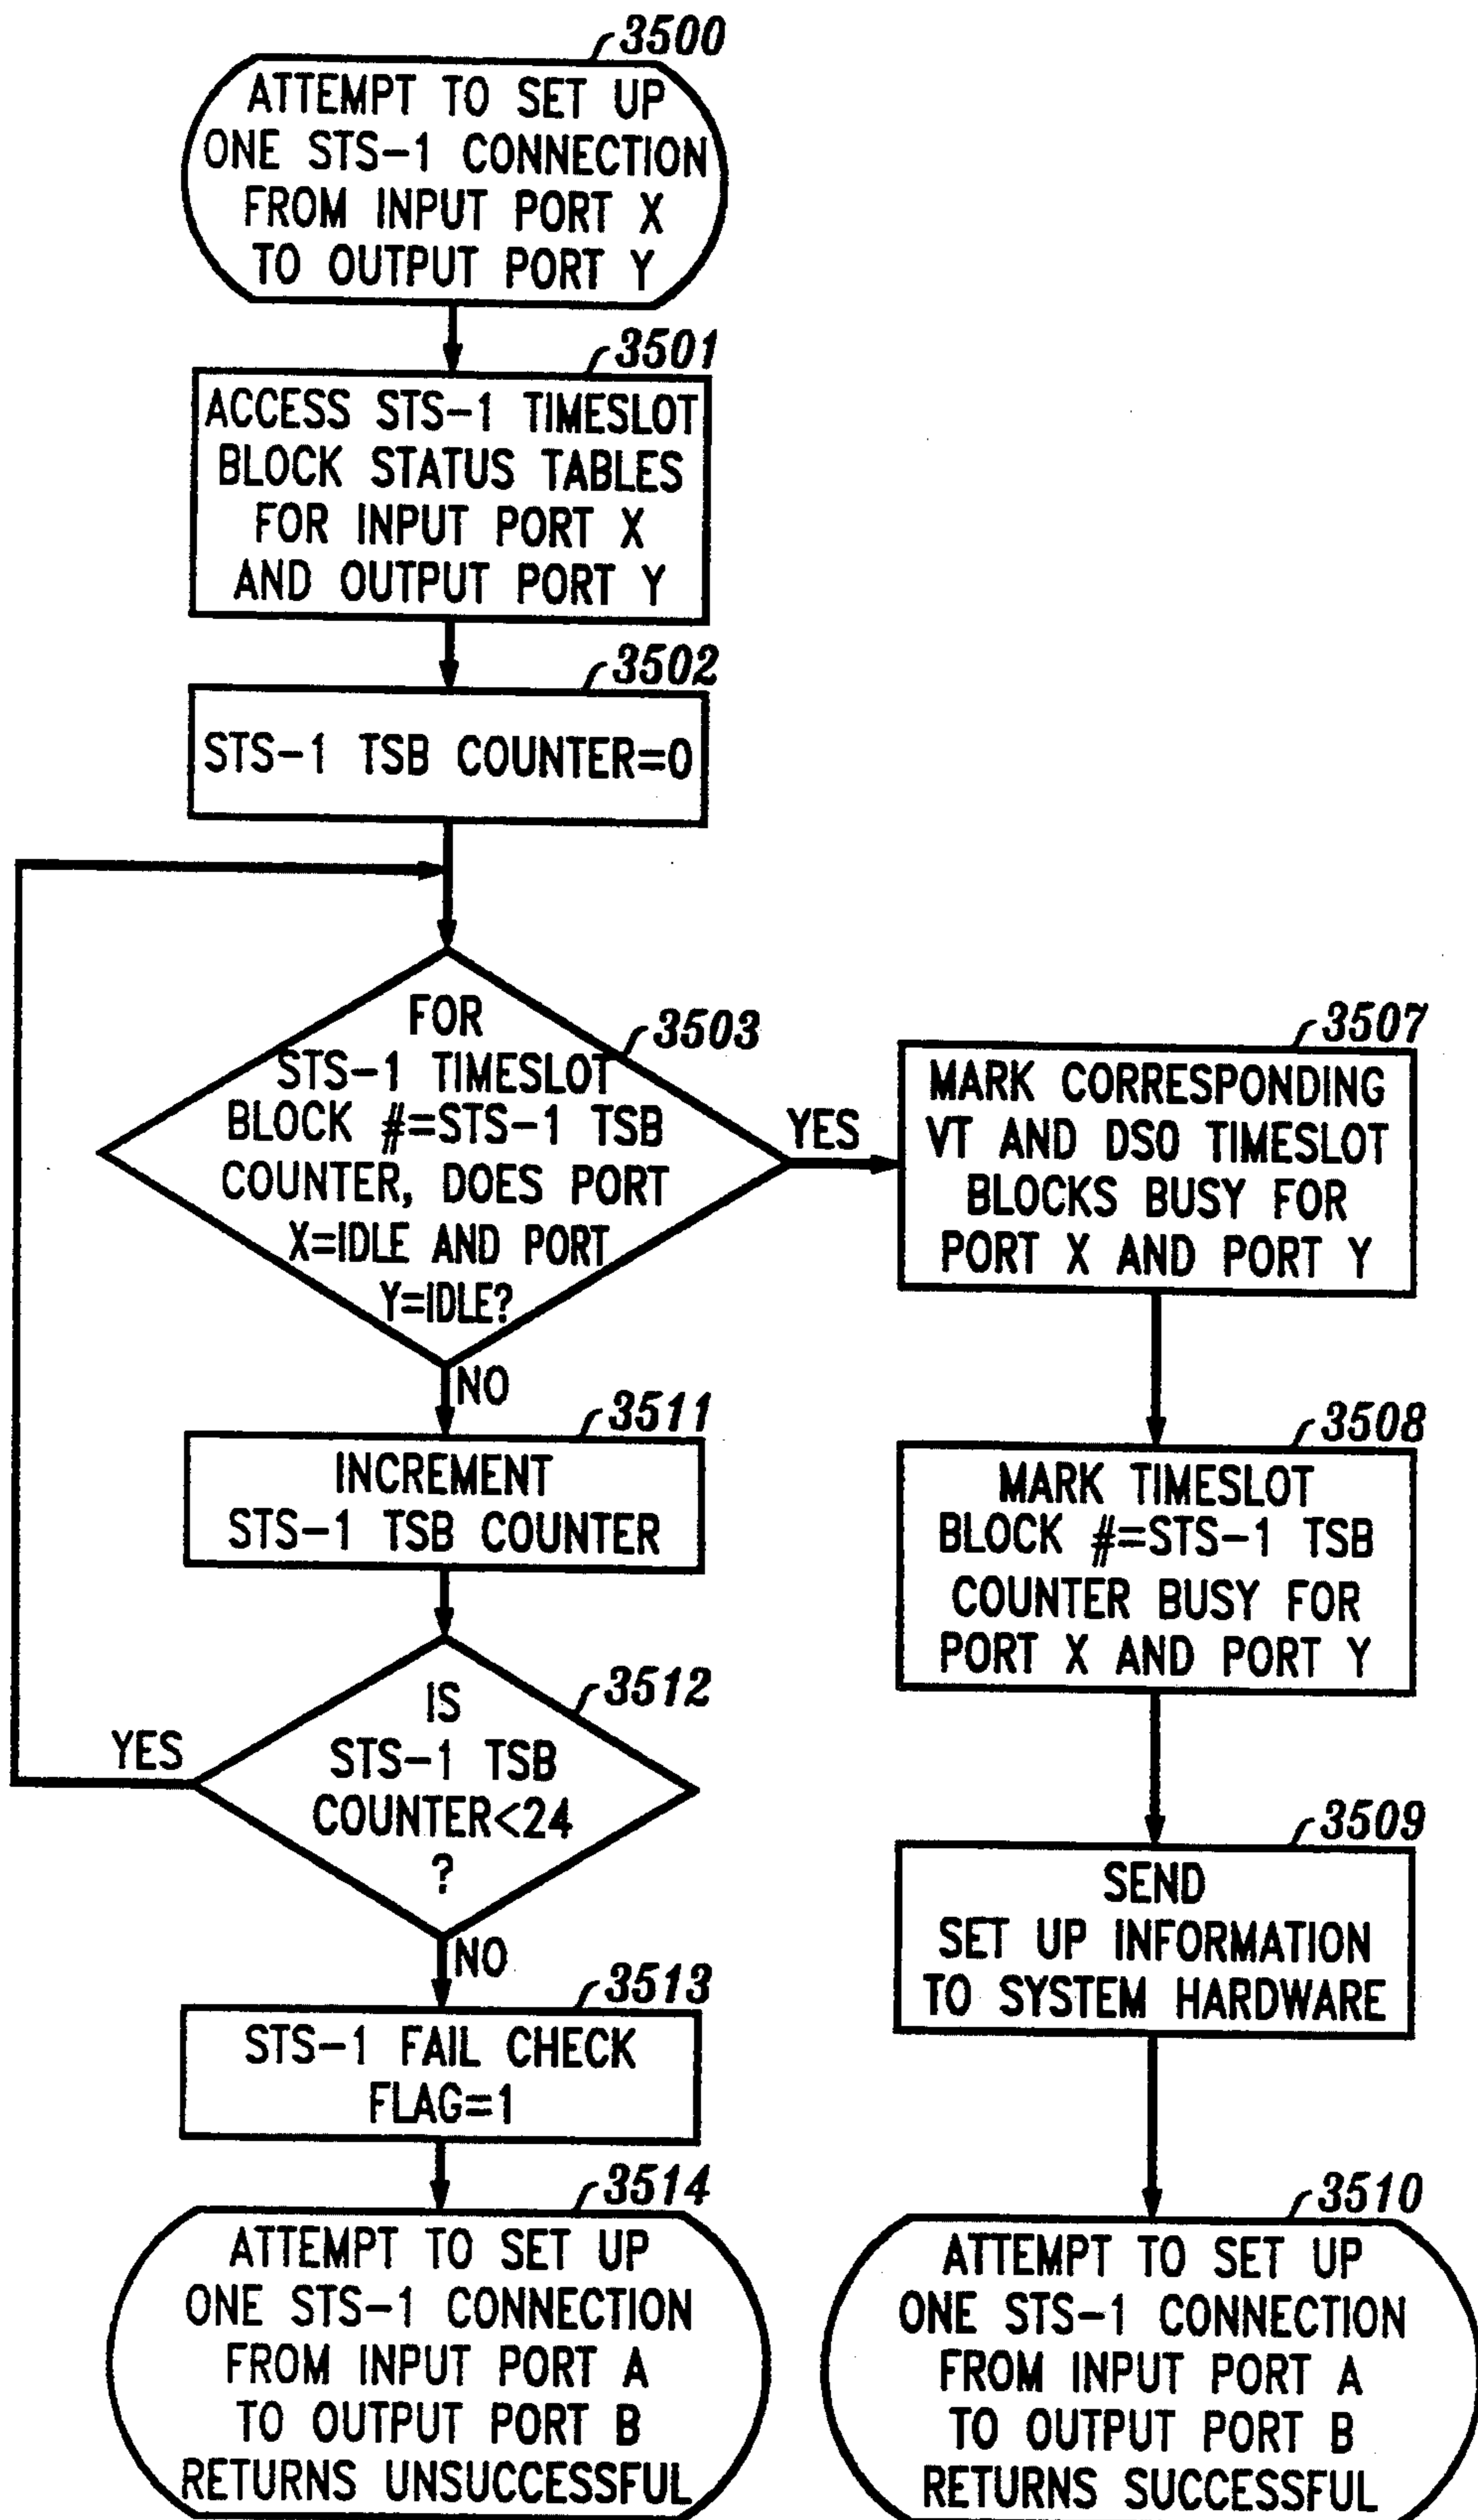 3500
ATTEMPT TO SET UP
ONE STS-1 CONNECTION
FROM INPUT PORT X
TO OUTPUT PORT Y
3501
ACCESS STS-1 TIMESLOT
BLOCK STATUS TABLES
FOR INPUT PORT X
AND OUTPUT PORT Y
3502
STS-1 TSB COUNTER=0
3503
FOR
STS-1 TIMESLOT
BLOCK #=STS-1 TSB
COUNTER, DOES PORT
X=IDLE AND PORT
Y=IDLE?
YES
3507
MARK CORRESPONDING
VT AND DS0 TIMESLOT
BLOCKS BUSY FOR
PORT X AND PORT Y
NO
3511
INCREMENT
STS-1 TSB COUNTER
3508
MARK TIMESLOT
BLOCK #=STS-1 TSB
COUNTER BUSY FOR
PORT X AND PORT Y
3512
IS
STS-1 TSB
COUNTER<24
?
YES
NO
3509
SEND
SET UP INFORMATION
TO SYSTEM HARDWARE
3513
STS-1 FAIL CHECK
FLAG=1
3514
ATTEMPT TO SET UP
ONE STS-1 CONNECTION
FROM INPUT PORT A
TO OUTPUT PORT B
RETURNS UNSUCCESSFUL
3510
ATTEMPT TO SET UP
ONE STS-1 CONNECTION
FROM INPUT PORT A
TO OUTPUT PORT B
RETURNS SUCCESSFUL